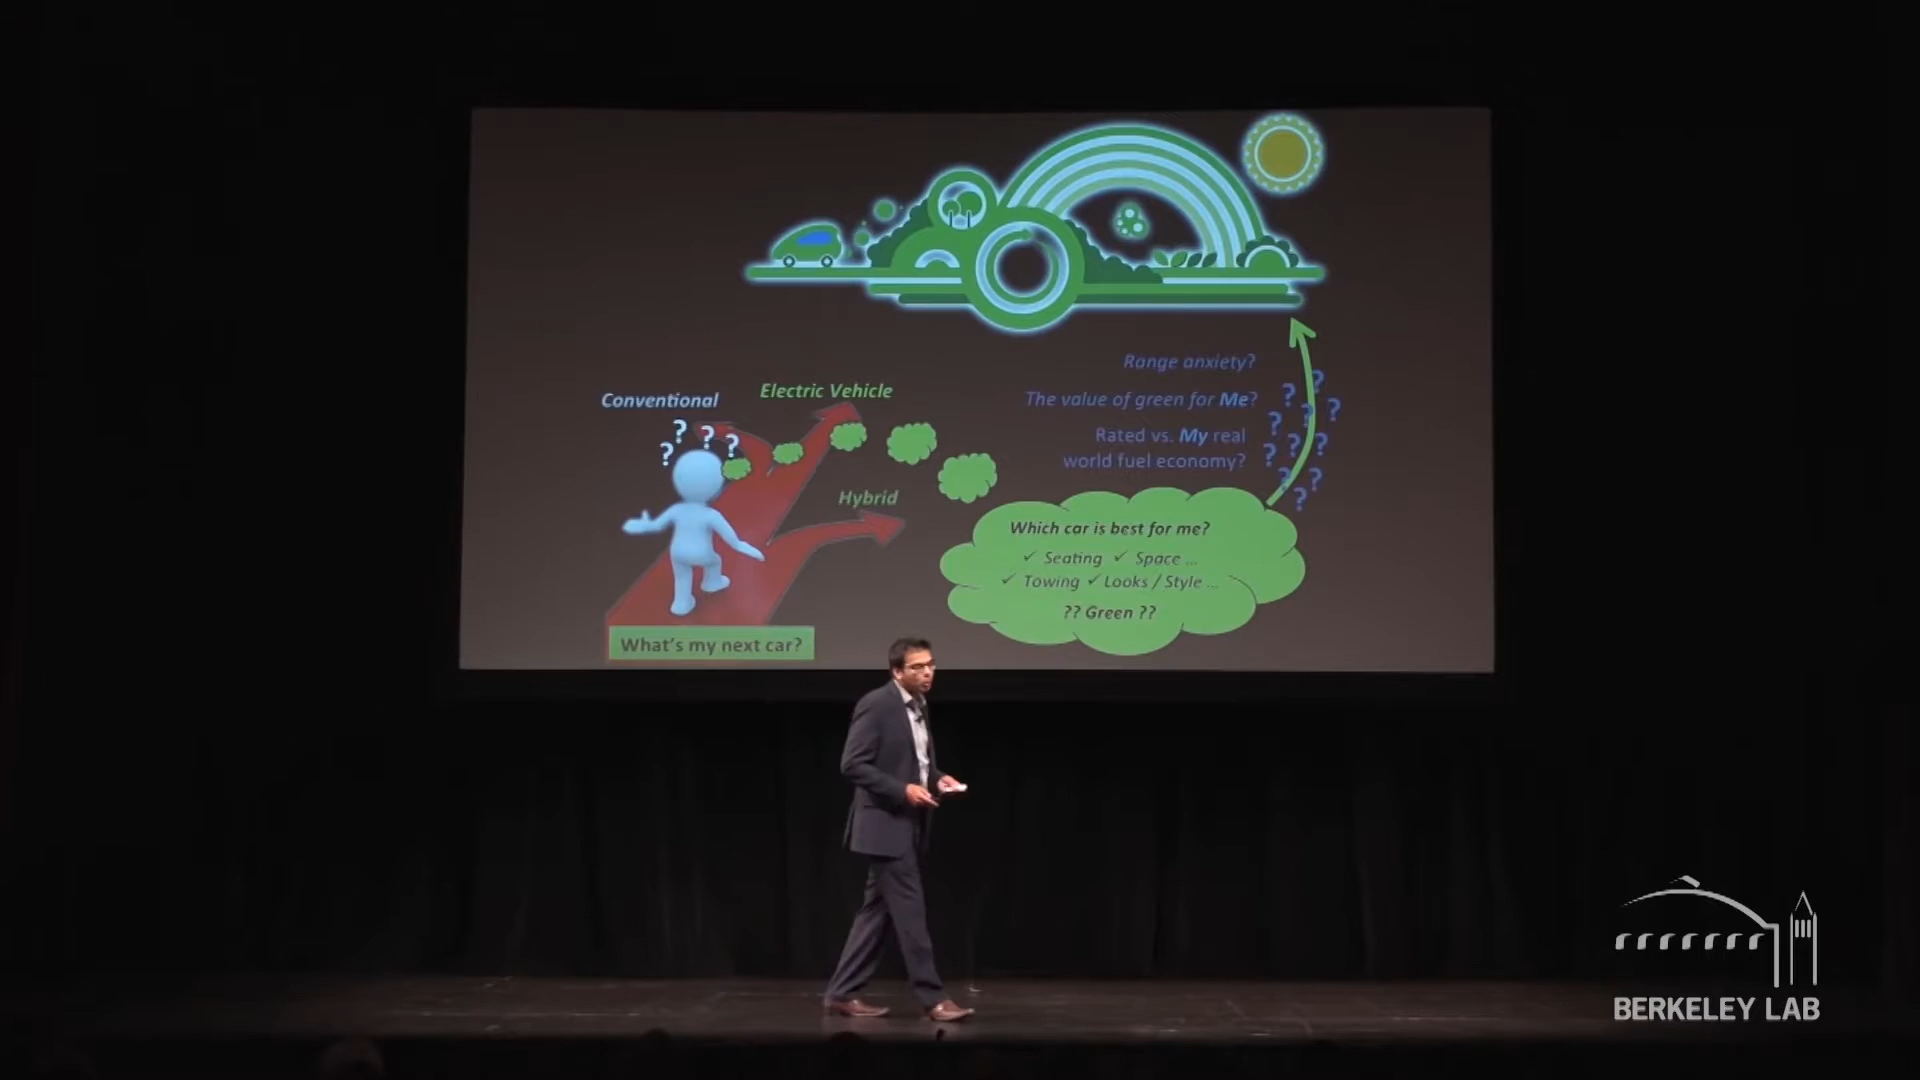 Range anxiety?
The value of green for Me?
Rated vs. My real
world fuel economy?
Conventional
Electric Vehicle
? ? ? ?
Hybrid
Which car is best for me?
✓ Seating ✓ Space ...
✓ Towing ✓ Looks / Style ...
?? Green ??
What's my next car?
BERKELEY LAB